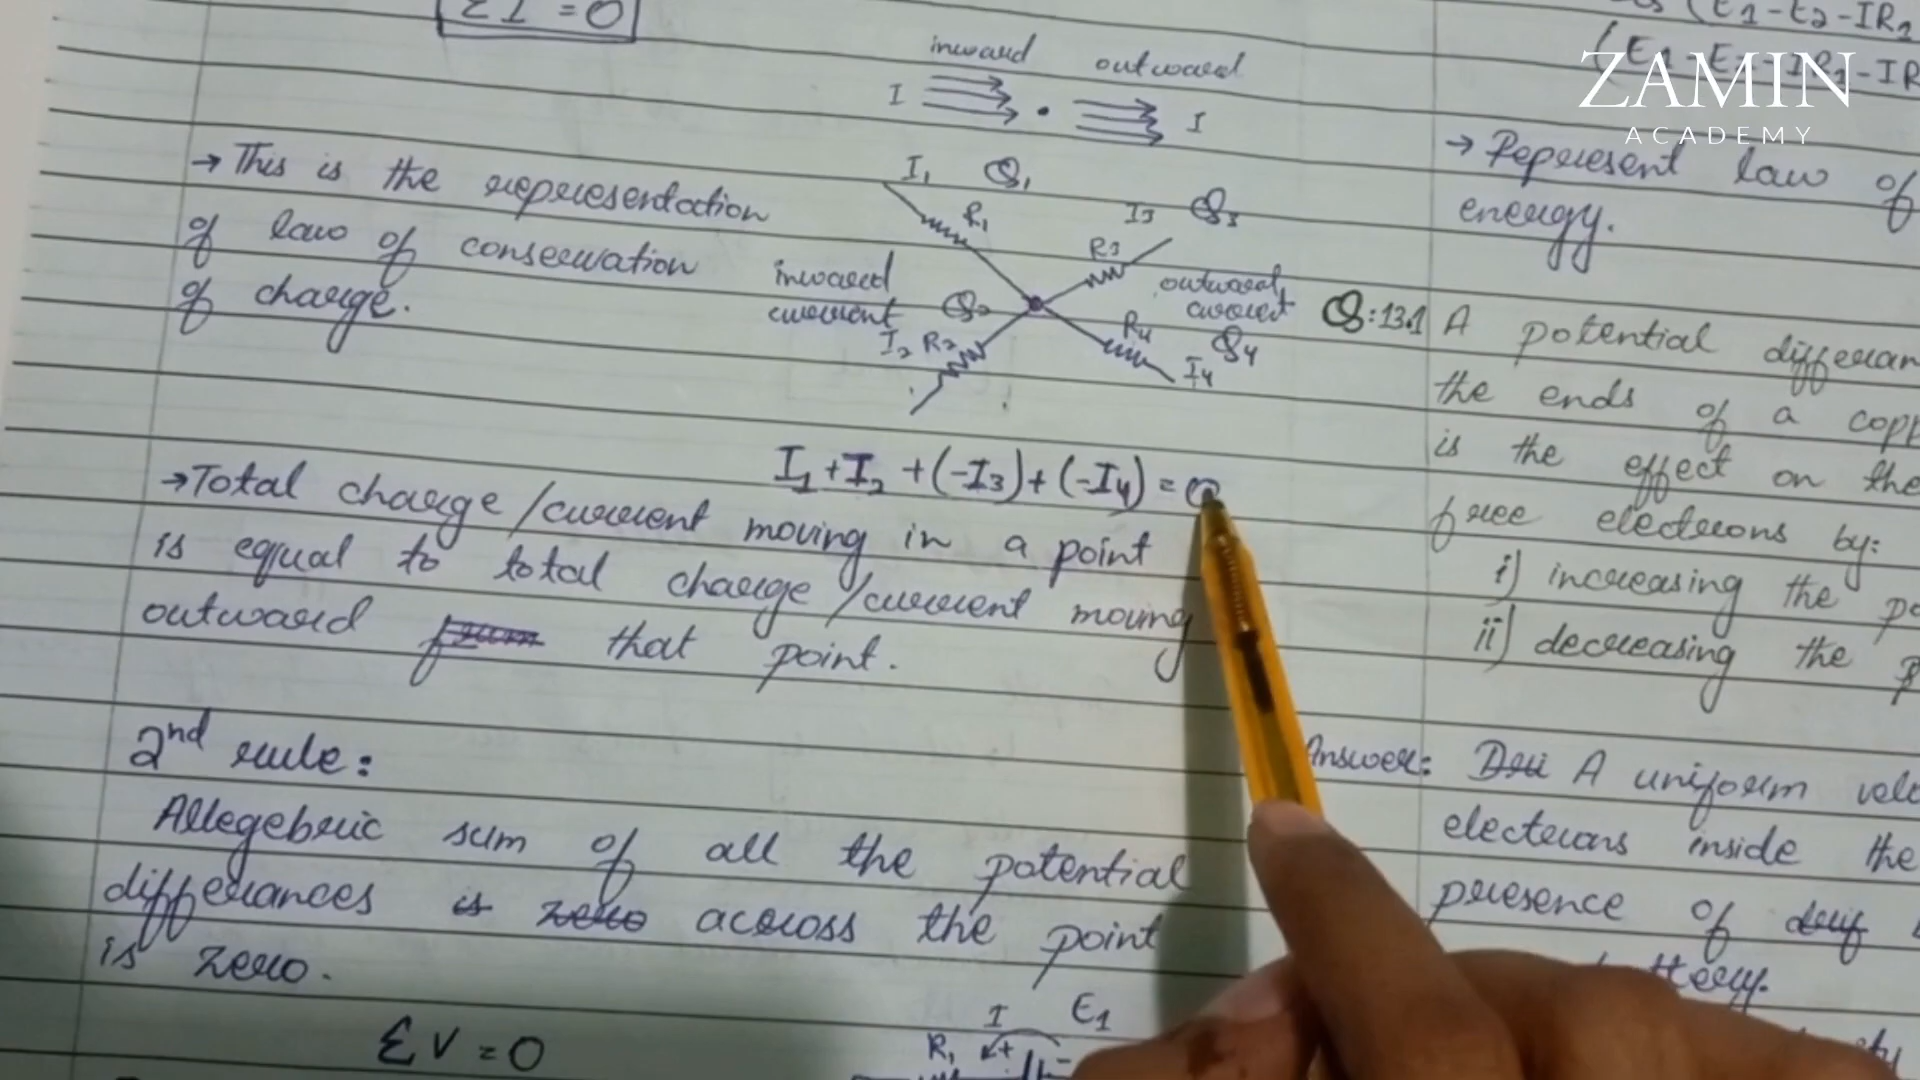 ΣI = 0
inward outward
I I
→ This is the representation
of law of conservation
of charge.
I₁ Q₁
R₁
I₃ Q₃
R₃
inward
current
outward
current
Q₂
I₂ R₂
R₄ Q₄
I₄
I₁ + I₂ + (-I₃) + (-I₄) = 0
→ Total charge/current moving in a point
is equal to total charge/current moving
outward that point.
2nd rule:
Allegebric sum of all the potential
differances is zero across the point
is zero.
ΣV = 0
I E₁
R₁ + -
ZAMIN
ACADEMY
→ Represent law of
energy.
Q:13.1 A potential
the ends of a
is the effect on the
free electrons by:
i) increasing the
ii) decreasing the
Answer: A uniform
electrons inside the
presence of